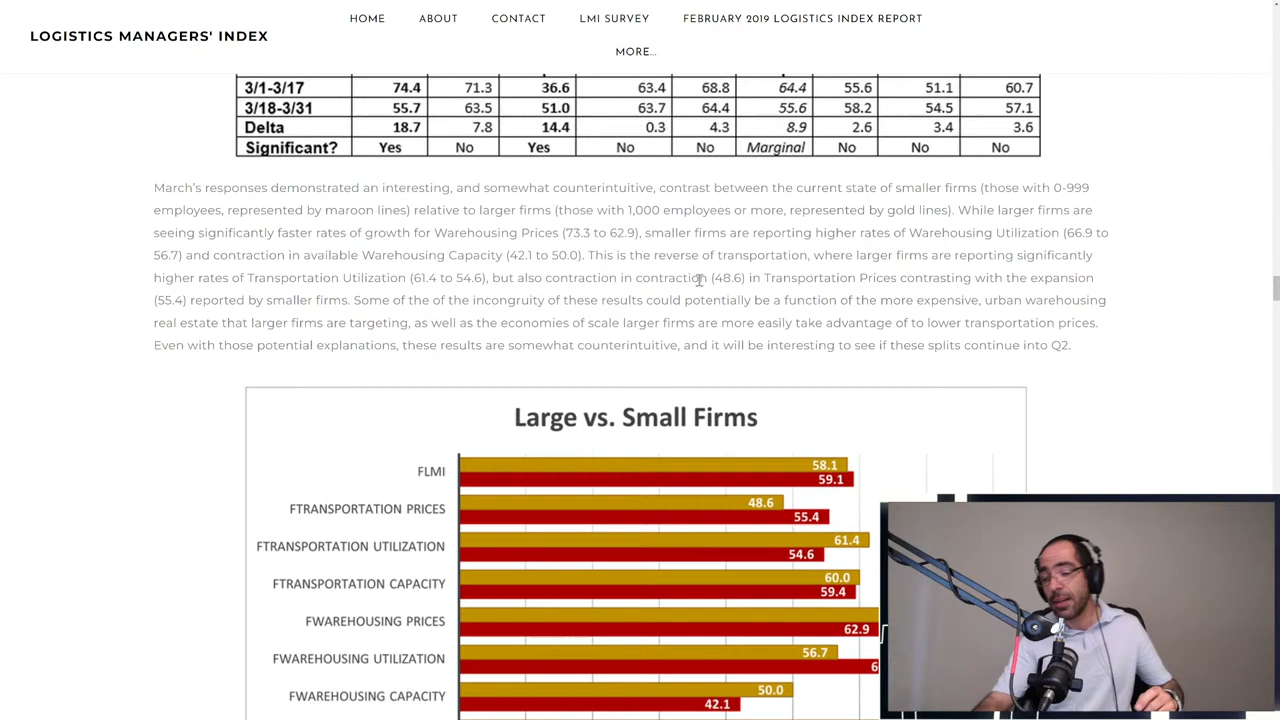 HOME ABOUT CONTACT LMI SURVEY FEBRUARY 2019 LOGISTICS INDEX REPORT
LOGISTICS MANAGERS' INDEX
MORE...
3/1-3/17 74.4 71.3 36.6 63.4 68.8 64.4 55.6 51.1 60.7
3/18-3/31 55.7 63.5 51.0 63.7 64.4 55.6 58.2 54.5 57.1
Delta 18.7 7.8 14.4 0.3 4.3 8.9 2.6 3.4 3.6
Significant? Yes No Yes No No Marginal No No No
March's responses demonstrated an interesting, and somewhat counterintuitive, contrast between the current state of smaller firms (those with 0-999
employees, represented by maroon lines) relative to larger firms (those with 1,000 employees or more, represented by gold lines). While larger firms are
seeing significantly faster rates of growth for Warehousing Prices (73.3 to 62.9), smaller firms are reporting higher rates of Warehousing Utilization (66.9 to
56.7) and contraction in available Warehousing Capacity (42.1 to 50.0). This is the reverse of transportation, where larger firms are reporting significantly
higher rates of Transportation Utilization (61.4 to 54.6), but also contraction in contraction (48.6) in Transportation Prices contrasting with the expansion
(55.4) reported by smaller firms. Some of the of the incongruity of these results could potentially be a function of the more expensive, urban warehousing
real estate that larger firms are targeting, as well as the economies of scale larger firms are more easily take advantage of to lower transportation prices.
Even with those potential explanations, these results are somewhat counterintuitive, and it will be interesting to see if these splits continue into Q2.
Large vs. Small Firms
FLMI 58.1
59.1
FTRANSPORTATION PRICES 48.6
55.4
FTRANSPORTATION UTILIZATION 61.4
54.6
FTRANSPORTATION CAPACITY 60.0
59.4
FWAREHOUSING PRICES
62.9
FWAREHOUSING UTILIZATION 56.7
6
FWAREHOUSING CAPACITY 50.0
42.1